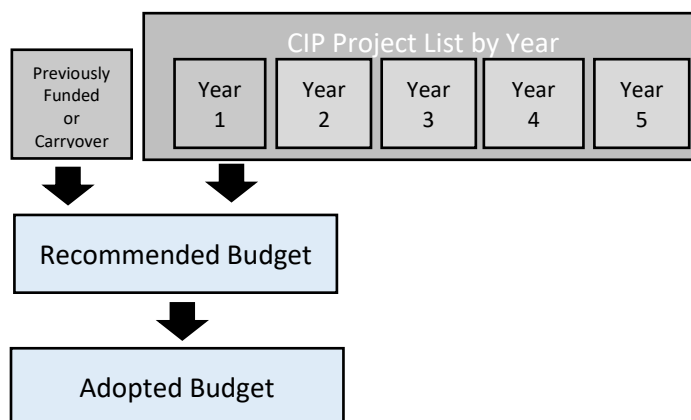 CIP Project List by Year
Previously
Funded
or
Carryover
Year
1
Year
2
Year
3
Year
4
Year
5
Recommended Budget
Adopted Budget